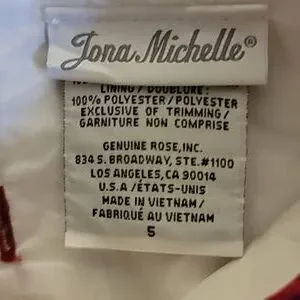 Jona Michelle®
LINING / DOUBLURE:
100% POLYESTER/POLYESTER
EXCLUSIVE OF TRIMMING/
GARNITURE NON COMPRISE
GENUINE ROSE, INC.
834 S. BROADWAY, STE.#1100
LOS ANGELES, CA 90014
U.S.A /ÉTATS-UNIS
MADE IN VIETNAM/
FABRIQUÉ AU VIETNAM
5